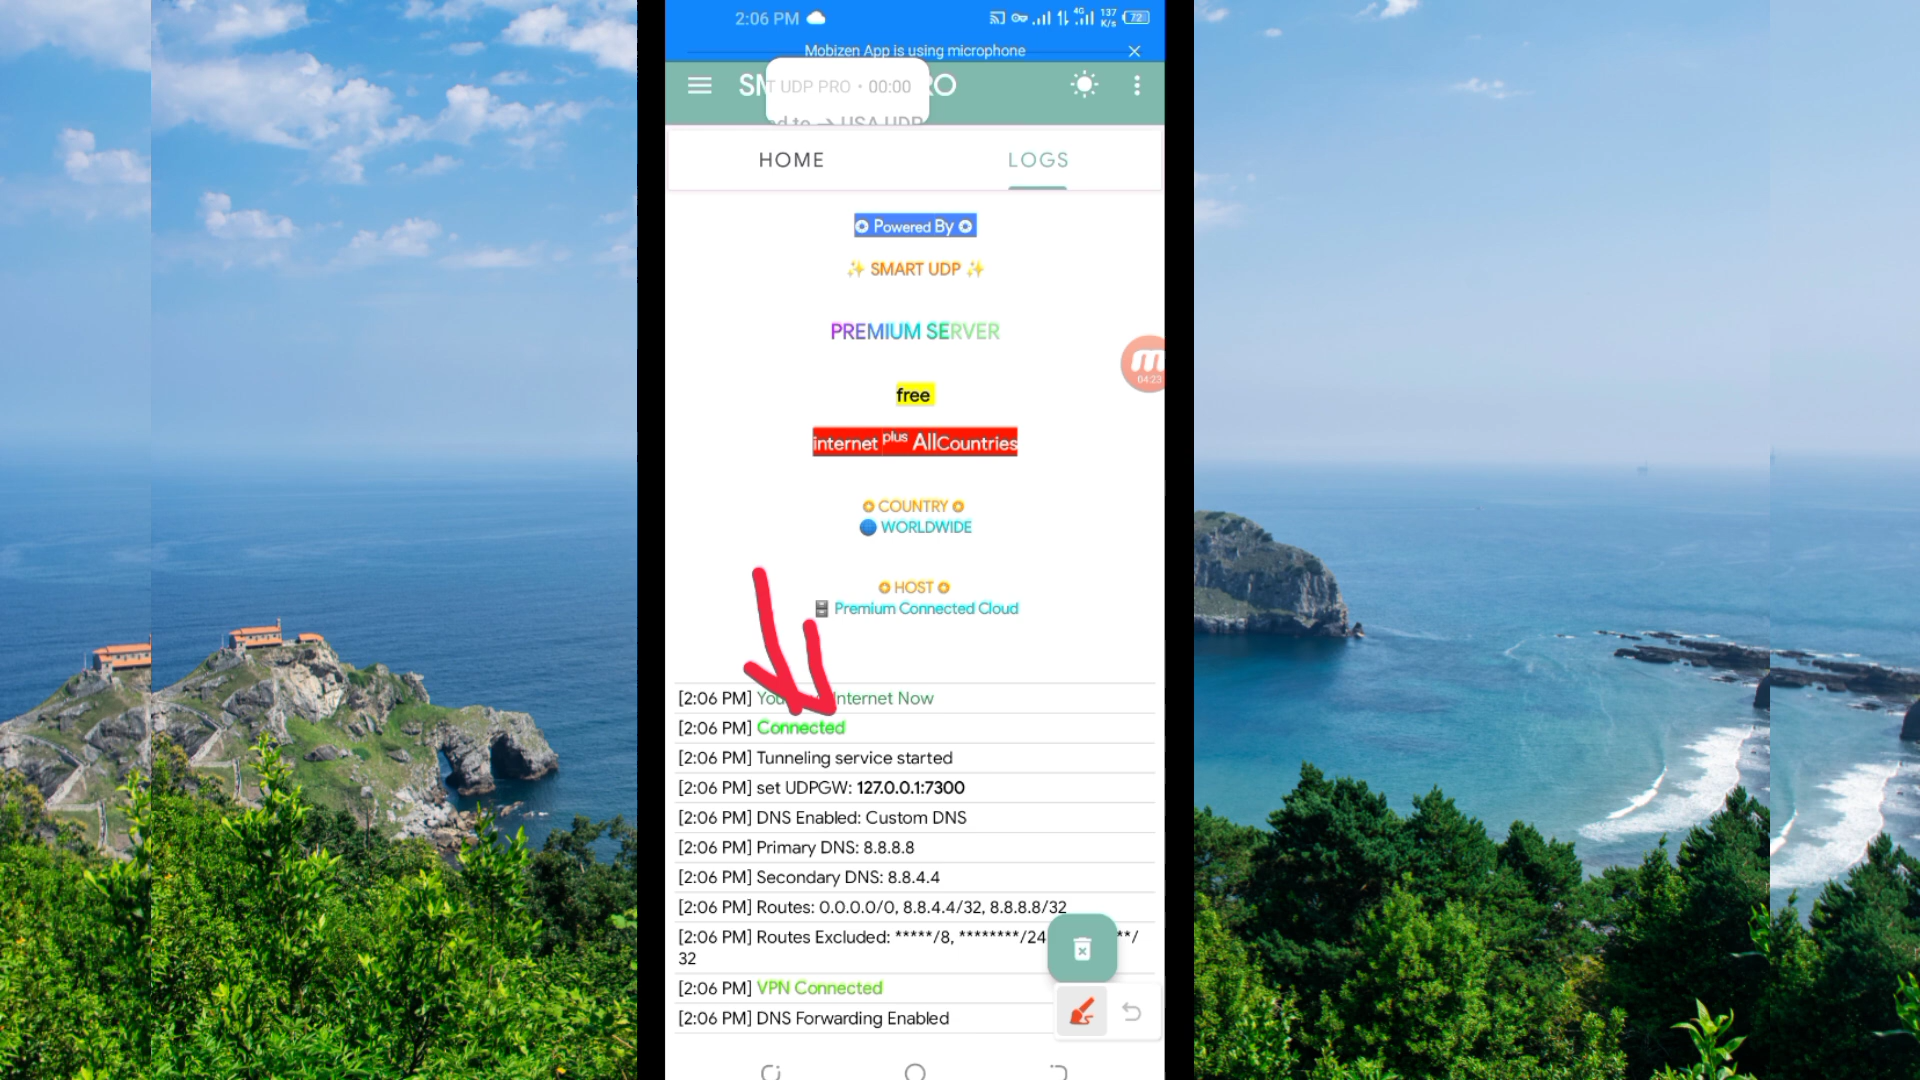 2:06 PM 4G 137 K/s 72
Mobizen App is using microphone
T UDP PRO • 00:00
HOME LOGS
Powered By
✨ SMART UDP ✨
PREMIUM SERVER
free
internet plus AllCountries
COUNTRY
WORLDWIDE
HOST
Premium Connected Cloud
04:23
[2:06 PM] Internet Now
[2:06 PM] Connected
[2:06 PM] Tunneling service started
[2:06 PM] set UDPGW: 127.0.0.1:7300
[2:06 PM] DNS Enabled: Custom DNS
[2:06 PM] Primary DNS: 8.8.8.8
[2:06 PM] Secondary DNS: 8.8.4.4
[2:06 PM] Routes: 0.0.0.0/0, 8.8.4.4/32, 8.8.8.8/32
[2:06 PM] Routes Excluded: *****/8, ********/24 **/
32
[2:06 PM] VPN Connected
[2:06 PM] DNS Forwarding Enabled